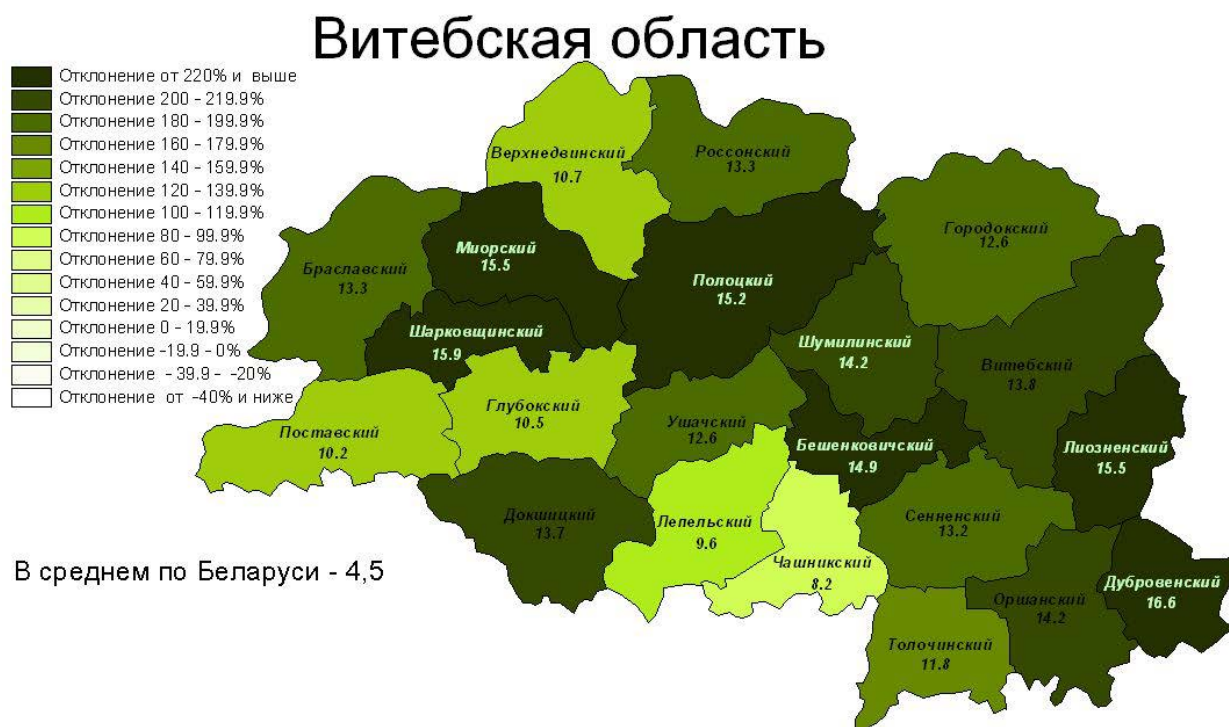 Витебская область
Отклонение от 220% и выше
Отклонение 200 - 219.9%
Отклонение 180 - 199.9%
Отклонение 160 - 179.9%
Отклонение 140 - 159.9%
Отклонение 120 - 139.9%
Отклонение 100 - 119.9%
Отклонение 80 - 99.9%
Отклонение 60 - 79.9%
Отклонение 40 - 59.9%
Отклонение 20 - 39.9%
Отклонение 0 - 19.9%
Отклонение -19.9 - 0%
Отклонение - 39.9 - -20%
Отклонение от -40% и ниже
Верхнедвинский
10.7
Россонский
13.3
Городокский
12.6
Браславский
13.3
Миорский
15.5
Полоцкий
15.2
Шарковщинский
15.9
Шумилинский
14.2
Витебский
13.8
Поставский
10.2
Глубокский
10.5
Ушачский
12.6
Бешенковичский
14.9
Лиозненский
15.5
Докшицкий
13.7
Лепельский
9.6
Чашникский
8.2
Сенненский
13.2
Оршанский
14.2
Дубровенский
16.6
Толочинский
11.8
В среднем по Беларуси - 4,5